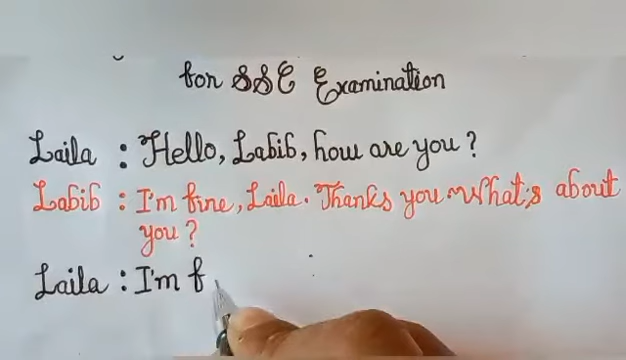 for SSC Examination
Laila : Hello, Labib, how are you ?
Labib : I'm fine, Laila. Thanks you What's about
you ?
Laila : I'm f